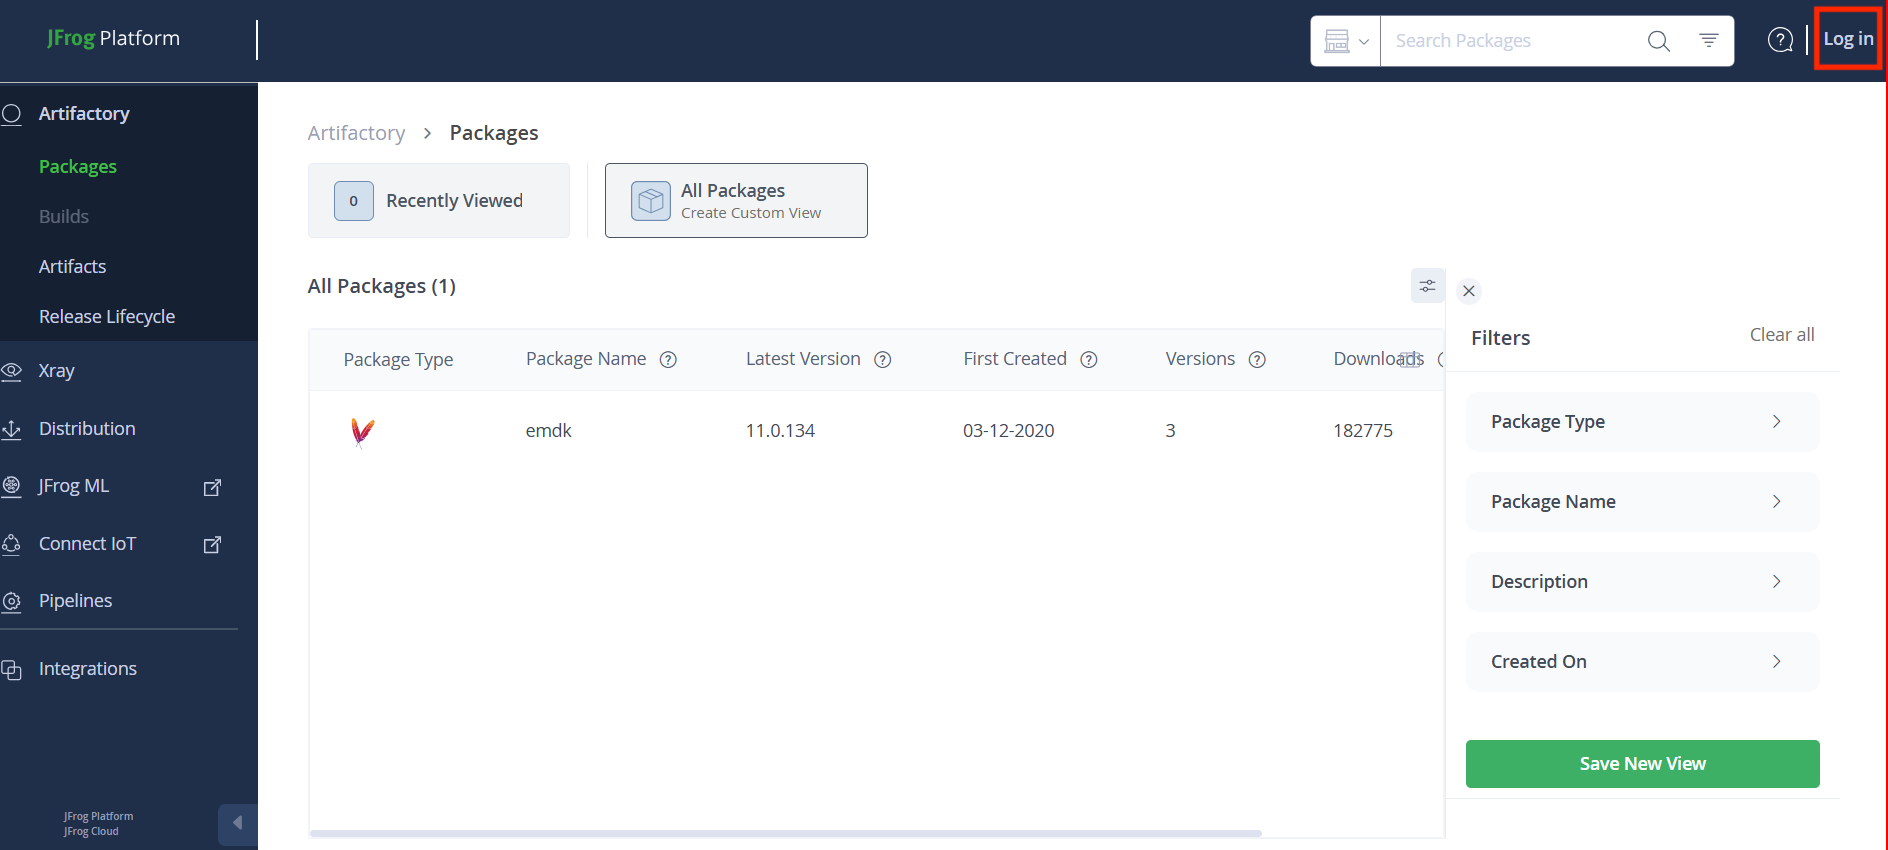 JFrog Platform
Search Packages
Log in
Artifactory
Packages
Builds
Artifacts
Release Lifecycle
Xray
Distribution
JFrog ML
Connect IoT
Pipelines
Integrations
JFrog Platform
JFrog Cloud
Artifactory > Packages
0 Recently Viewed
All Packages
Create Custom View
All Packages (1)
Package Type Package Name ? Latest Version ? First Created ? Versions ? Downloads
emdk 11.0.134 03-12-2020 3 182775
Filters Clear all
Package Type
Package Name
Description
Created On
Save New View